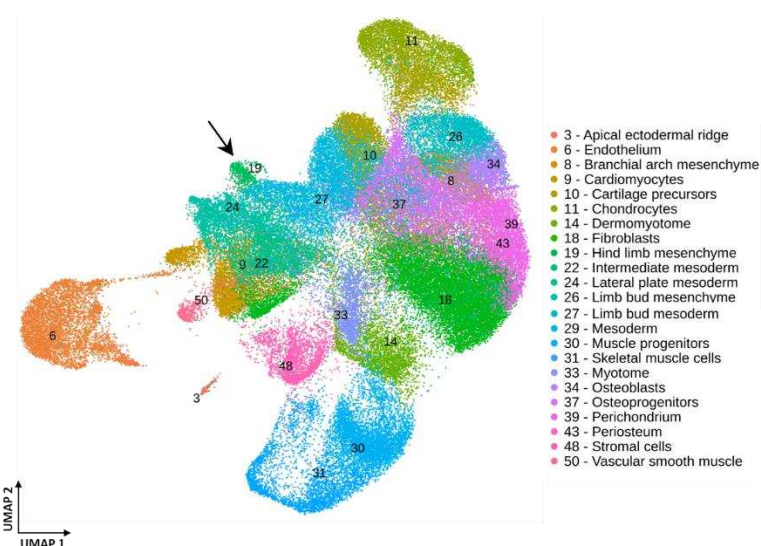 11
26
10
34
19
8
27
37
24
39
43
9
22
50
18
6
33
14
48
3
30
31
3 - Apical ectodermal ridge
6 - Endothelium
8 - Branchial arch mesenchyme
9 - Cardiomyocytes
10 - Cartilage precursors
11 - Chondrocytes
14 - Dermomyotome
18 - Fibroblasts
19 - Hind limb mesenchyme
22 - Intermediate mesoderm
24 - Lateral plate mesoderm
26 - Limb bud mesenchyme
27 - Limb bud mesoderm
29 - Mesoderm
30 - Muscle progenitors
31 - Skeletal muscle cells
33 - Myotome
34 - Osteoblasts
37 - Osteoprogenitors
39 - Perichondrium
43 - Periosteum
48 - Stromal cells
50 - Vascular smooth muscle
UMAP 2
UMAP 1